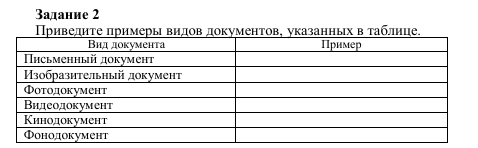 Задание 2
Приведите примеры видов документов, указанных в таблице.
Вид документа Пример
Письменный документ
Изобразительный документ
Фотодокумент
Видеодокумент
Кинодокумент
Фонодокумент